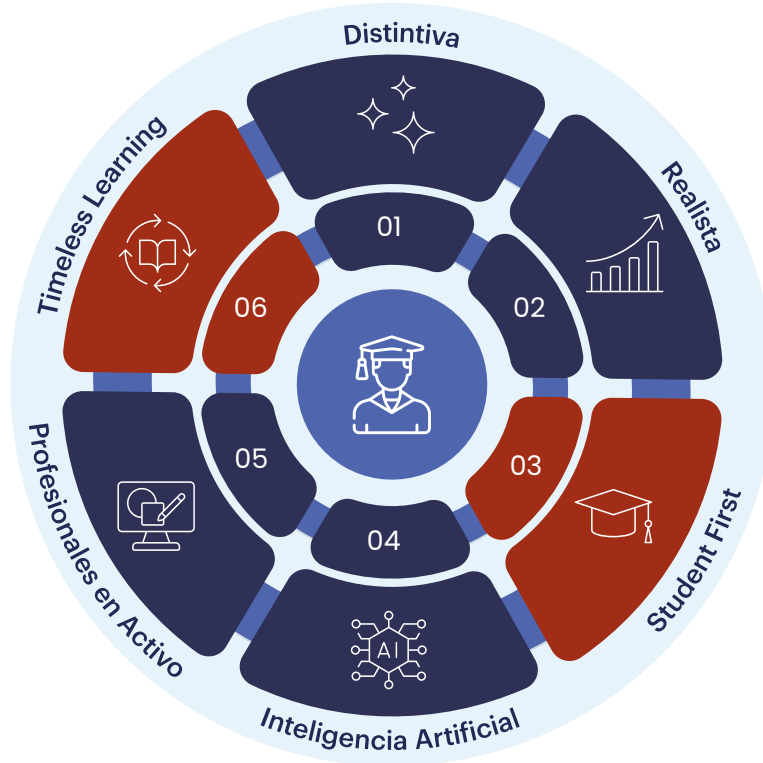 Distintiva
01
Realista
02
Student First
03
Inteligencia Artificial
04
AI
Profesionales en Activo
05
Timeless Learning
06